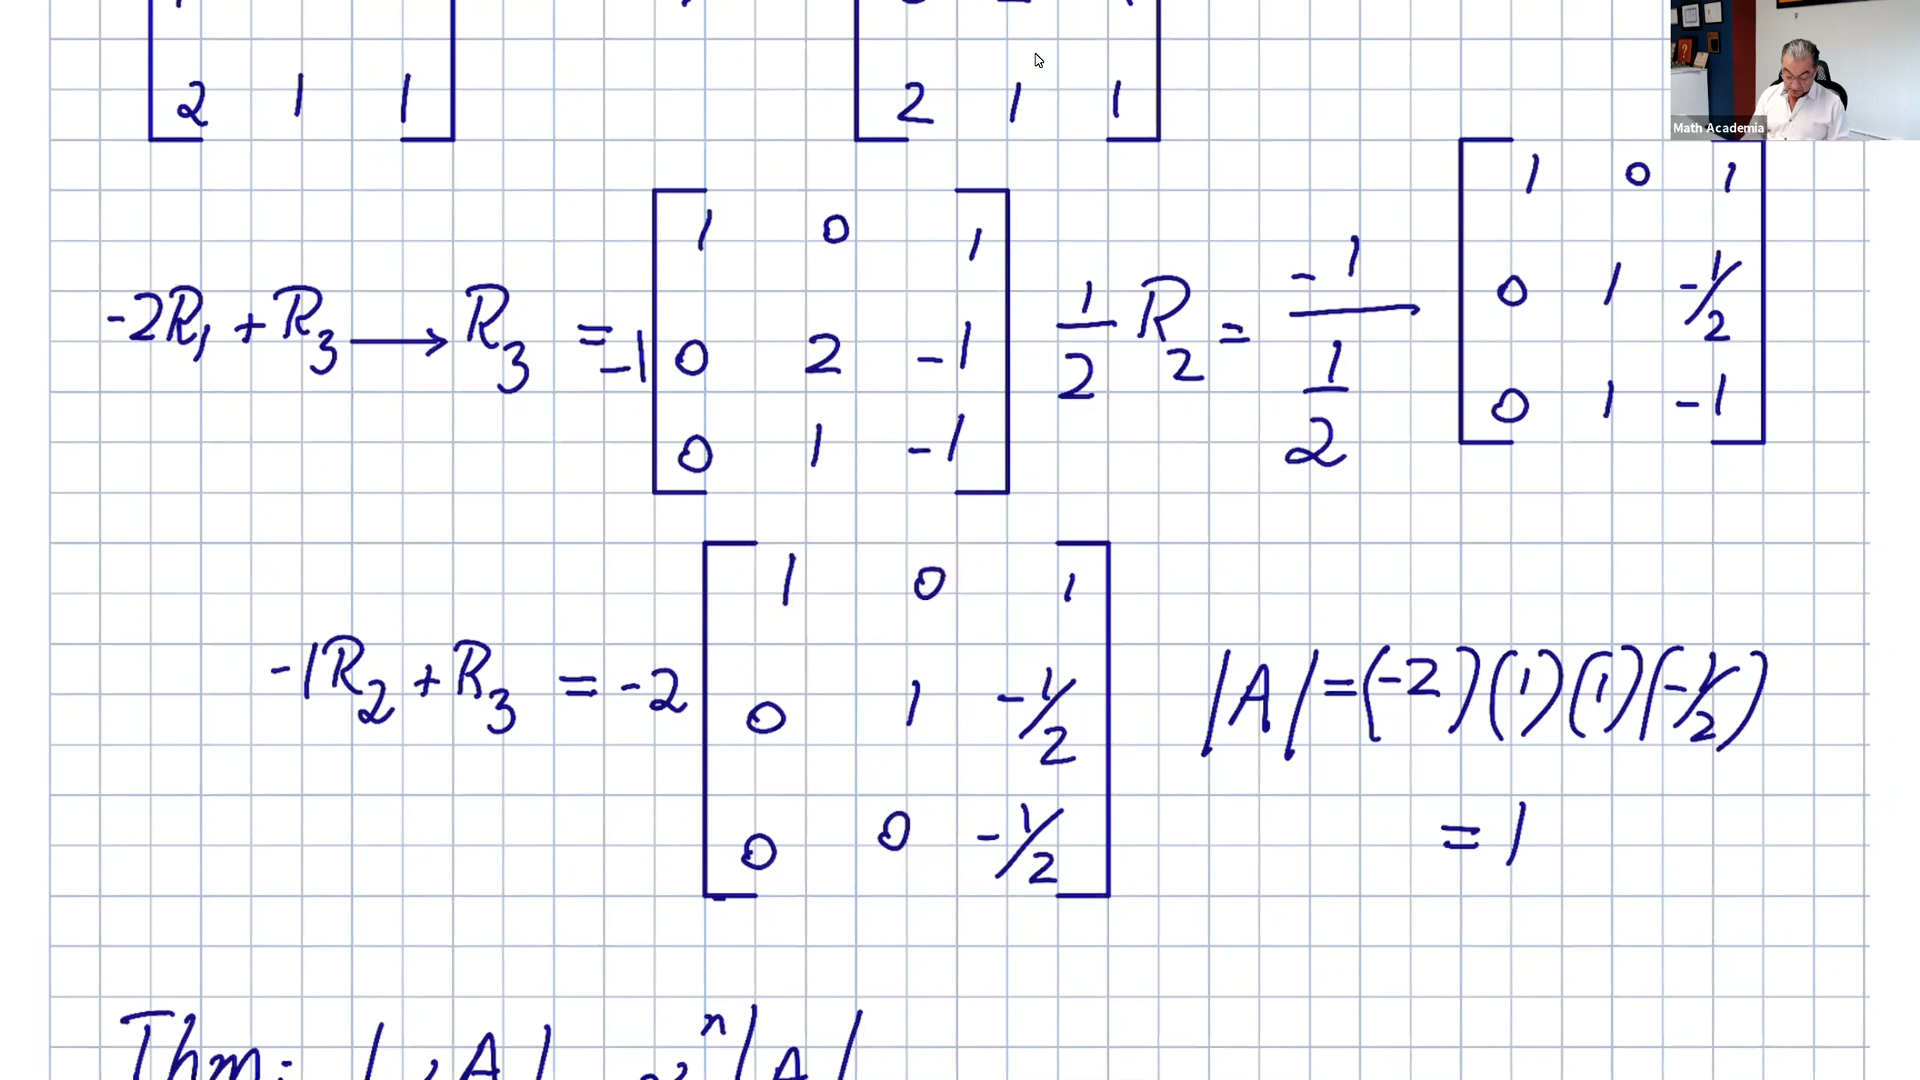 2 1 1
2 1 1
Math Academia
-2R₁ + R₃ → R₃ = -1
1 0 1
0 2 -1
0 1 -1
1/2 R₂ = -1/(1/2)
1 0 1
0 1 -1/2
0 1 -1
-1R₂ + R₃ = -2
1 0 1
0 1 -1/2
0 0 -1/2
|A| = (-2)(1)(1)(-1/2)
= 1
Thm: | A | n |A|